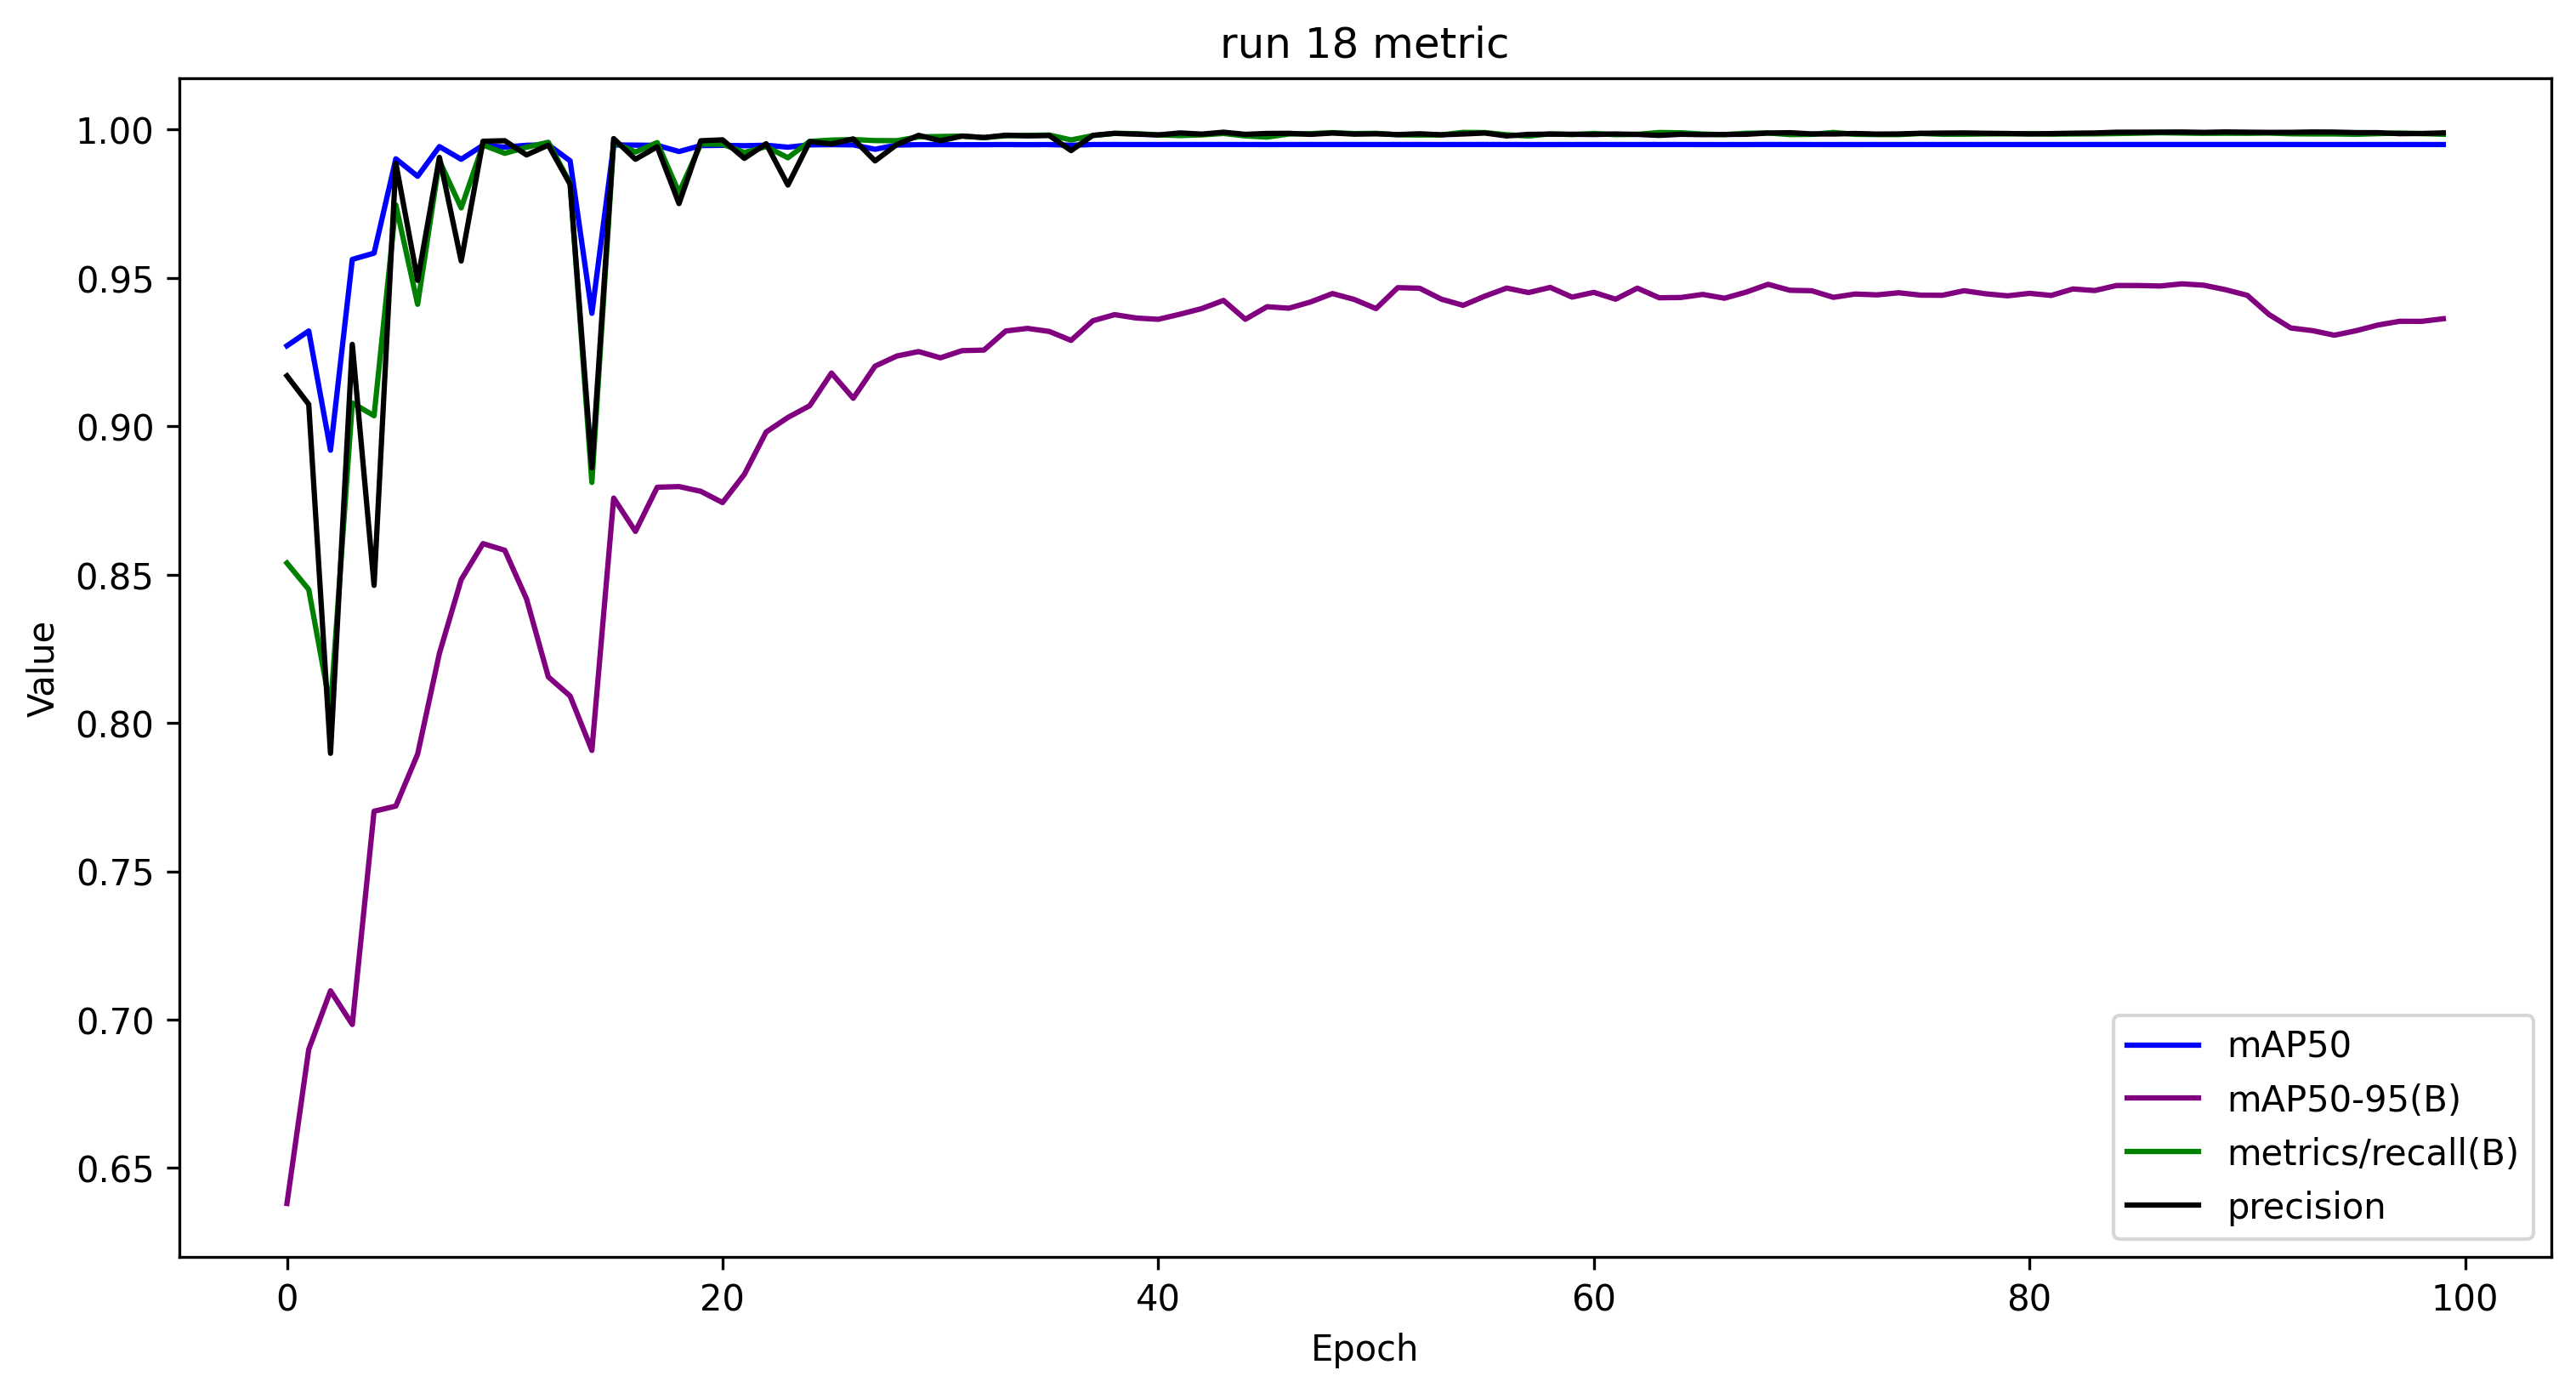 run 18 metric
1.00
0.95
0.90
0.85
0.80
0.75
0.70
0.65
Value
mAP50
mAP50-95(B)
metrics/recall(B)
precision
0 20 40 60 80 100
Epoch